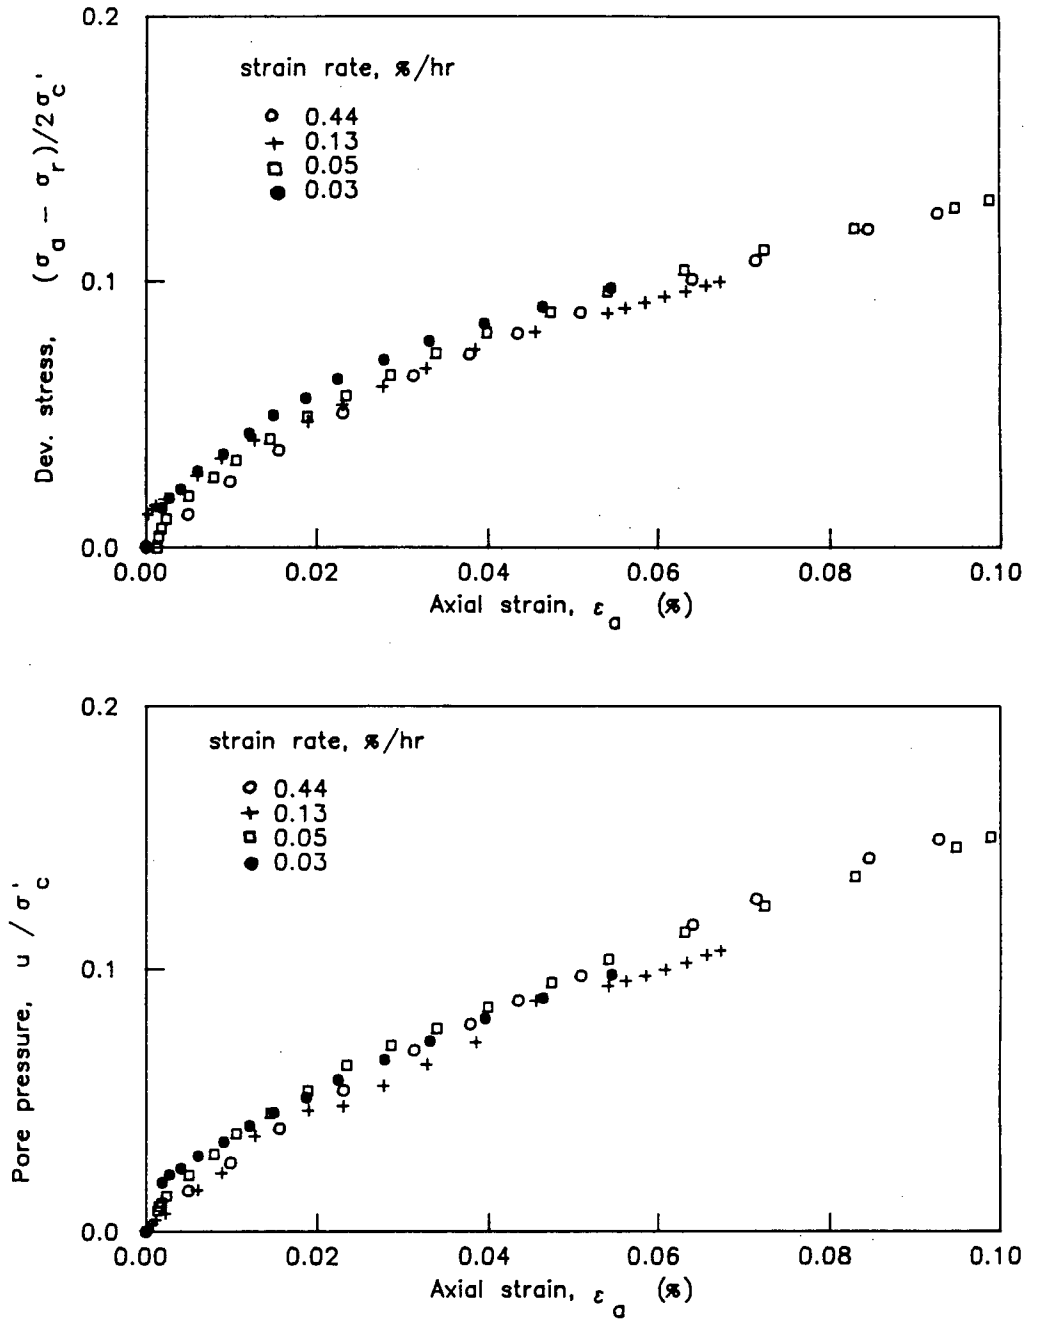 0.2
strain rate, %/hr
0.44
0.13
0.05
0.03
Dev. stress, (σa − σr)/2σc'
0.1
0.0
0.00 0.02 0.04 0.06 0.08 0.10
Axial strain, εa (%)
0.2
strain rate, %/hr
0.44
0.13
0.05
0.03
Pore pressure, u / σc'
0.1
0.0
0.00 0.02 0.04 0.06 0.08 0.10
Axial strain, εa (%)